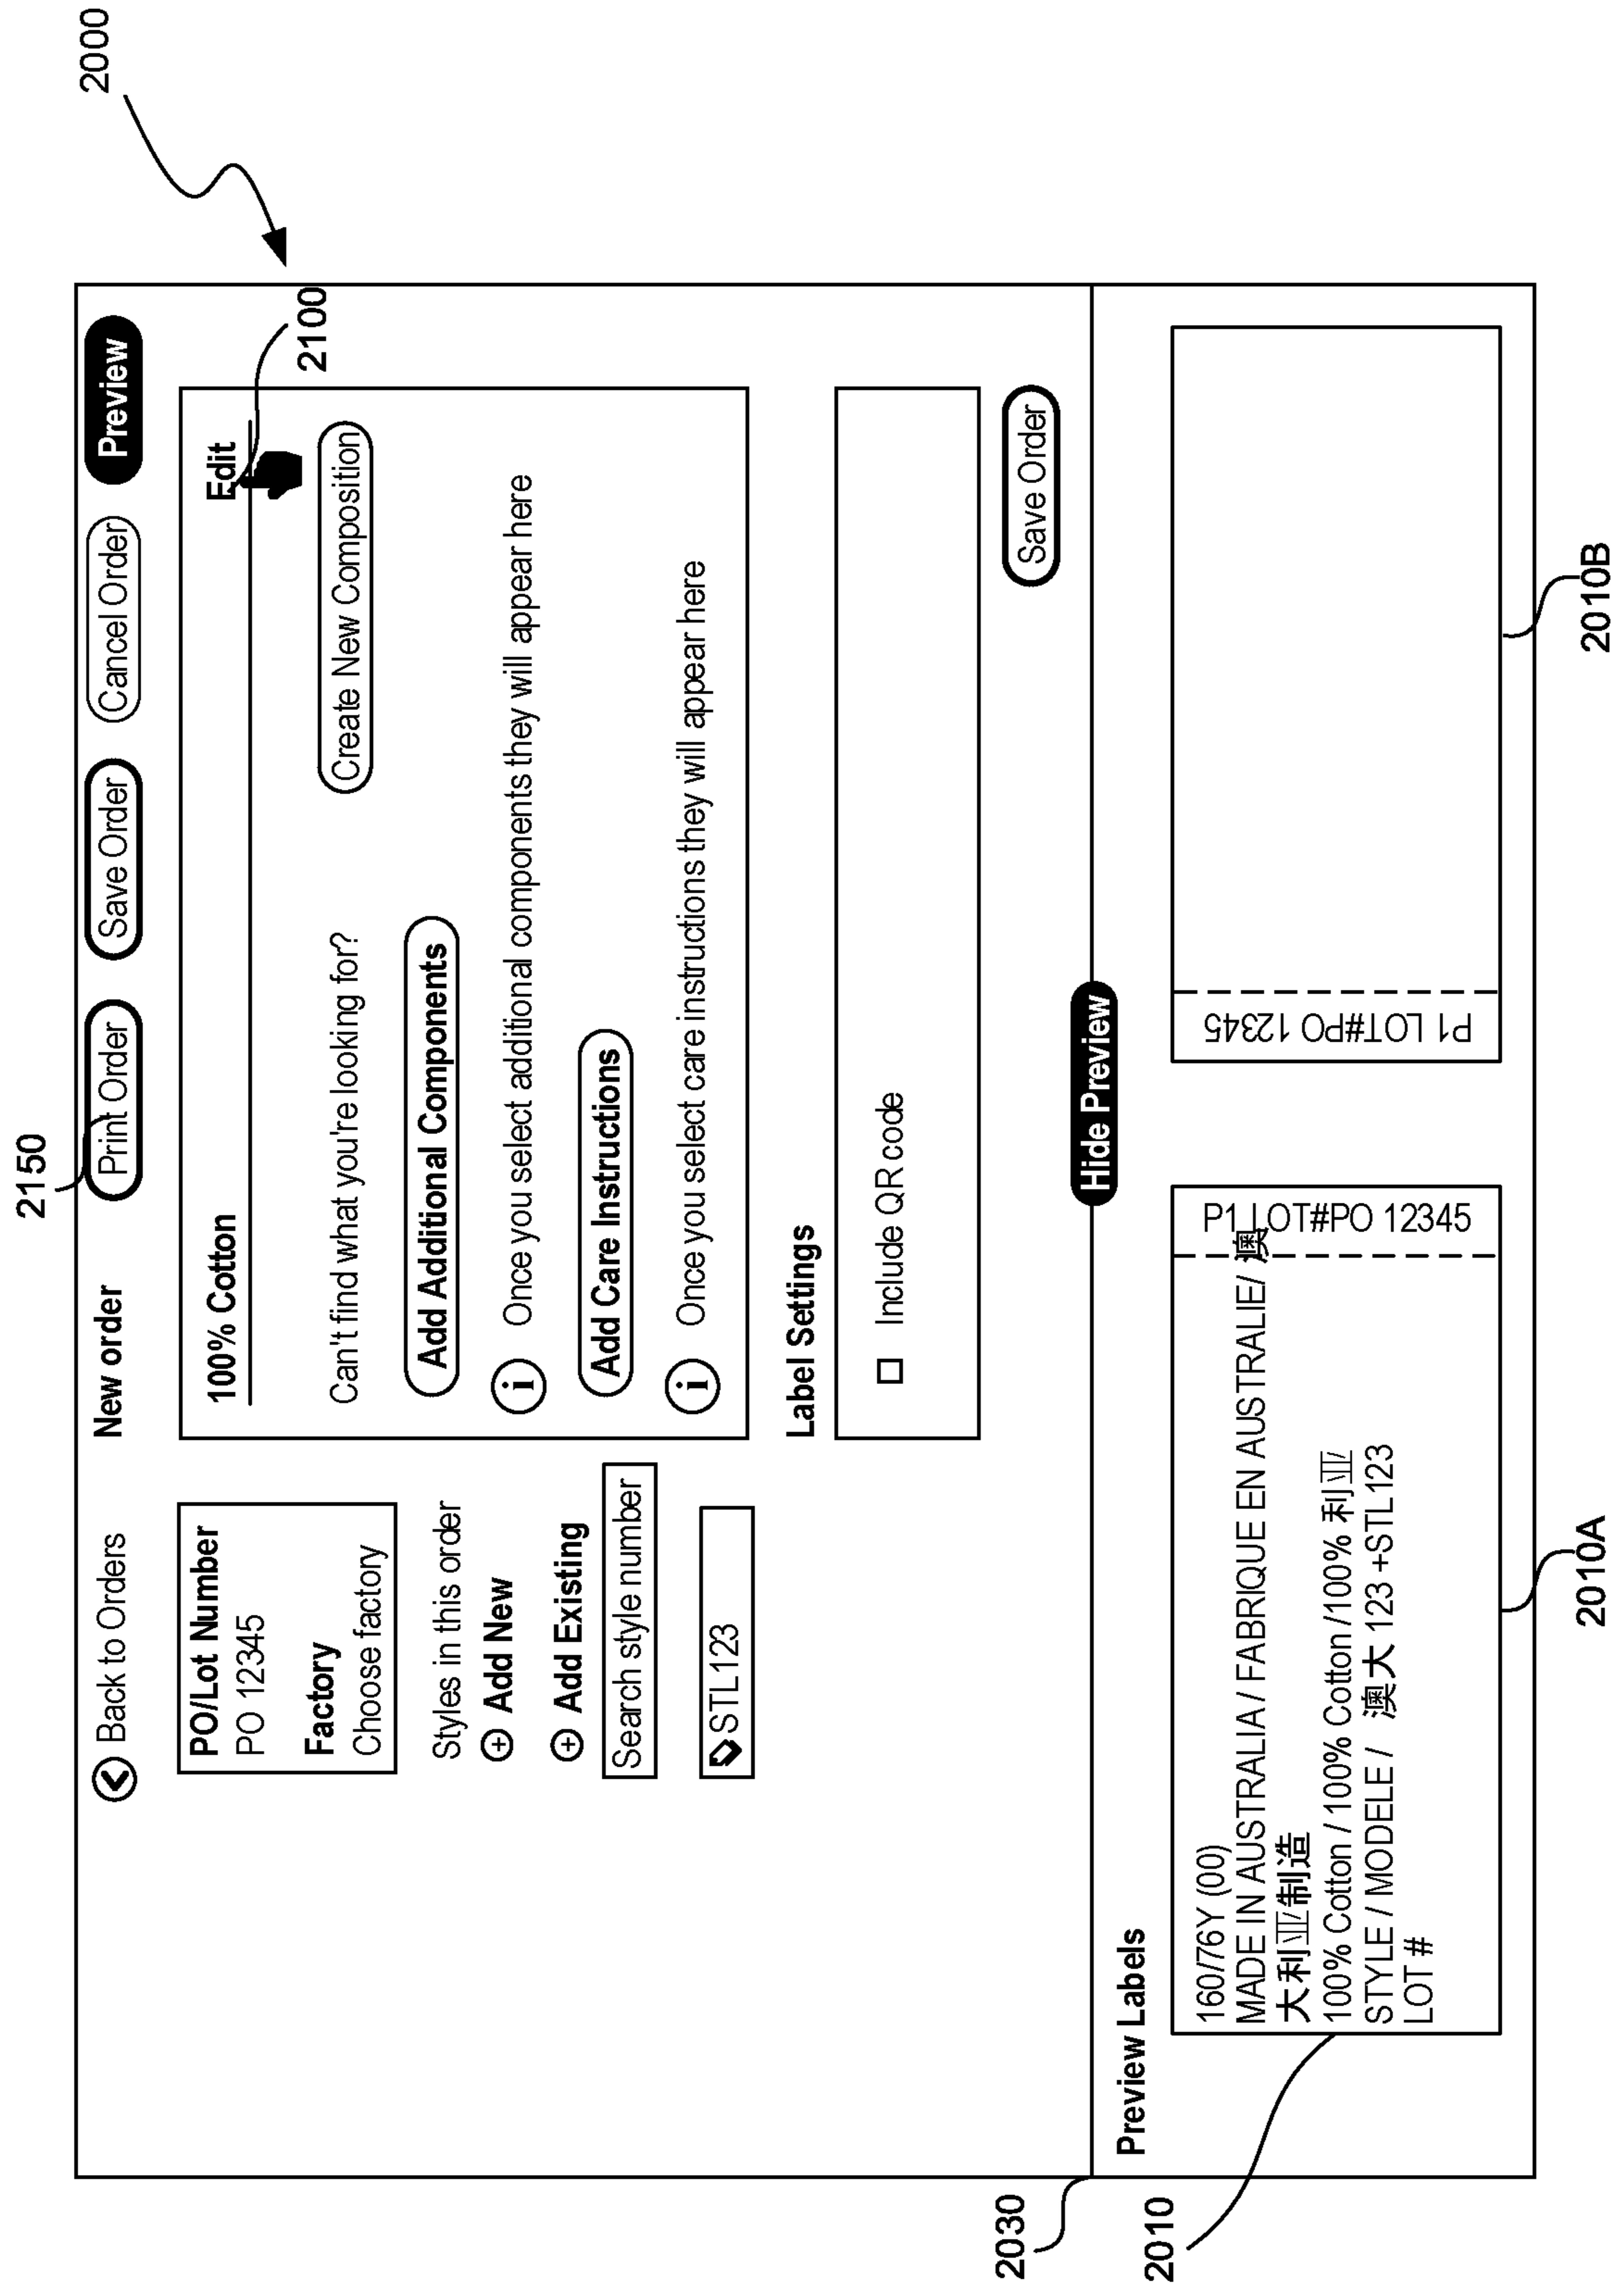 2000
2150
Back to Orders
New order
Print Order
Save Order
Cancel Order
Preview
PO/Lot Number
PO 12345
Factory
Choose factory
Styles in this order
Add New
Add Existing
Search style number
STL123
100% Cotton
Edit
2100
Can't find what you're looking for?
Create New Composition
Add Additional Components
i Once you select additional components they will appear here
Add Care Instructions
i Once you select care instructions they will appear here
Label Settings
Include QR code
Save Order
2030
Hide Preview
Preview Labels
2010
160/76Y (00)
MADE IN AUSTRALIA / FABRIQUE EN AUSTRALIE/ 澳
大利亚制造
100% Cotton / 100% Cotton /100% 利亚
STYLE / MODELE / 澳大 123 +STL123
LOT #
P1 LOT#PO 12345
P1 LOT#PO 12345
2010A
2010B